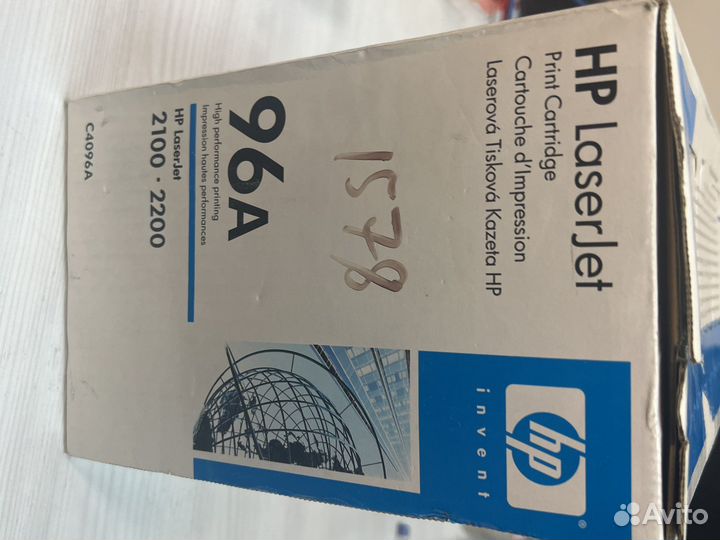 HP LaserJet
Print Cartridge
Cartouche d'Impression
Laserová Tisková Kazeta HP
1578
96A
High performance printing
Impression hautes performances
HP LaserJet
2100 · 2200
C4096A
hp
®
invent
Avito